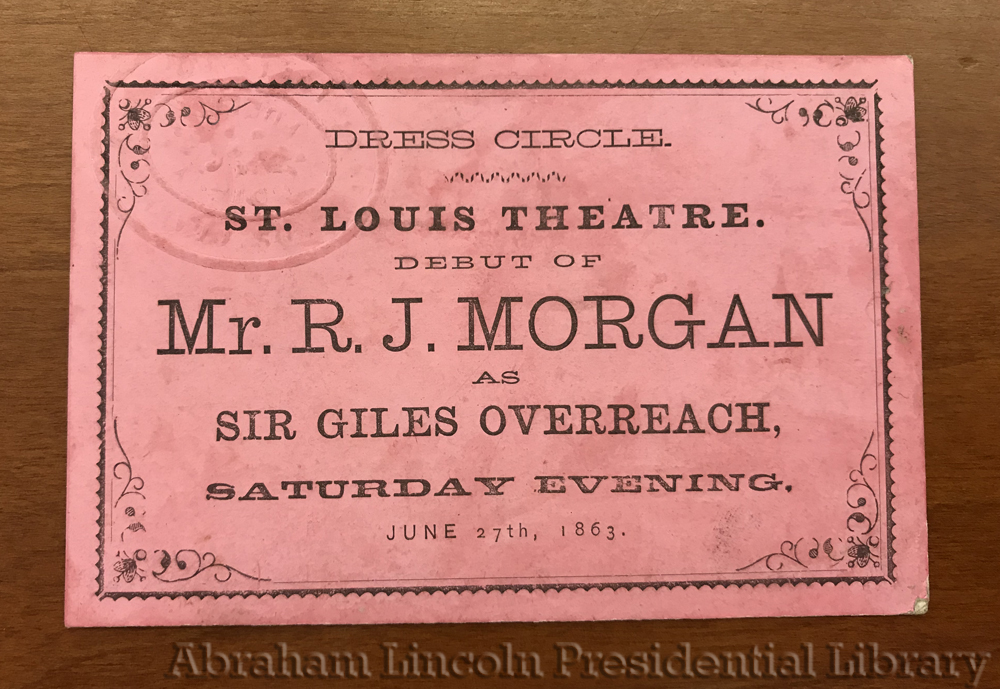 DRESS CIRCLE.
ST. LOUIS THEATRE.
DEBUT OF
Mr. R. J. MORGAN
AS
SIR GILES OVERREACH,
SATURDAY EVENING.
JUNE 27th, 1863.
Abraham Lincoln Presidential Library